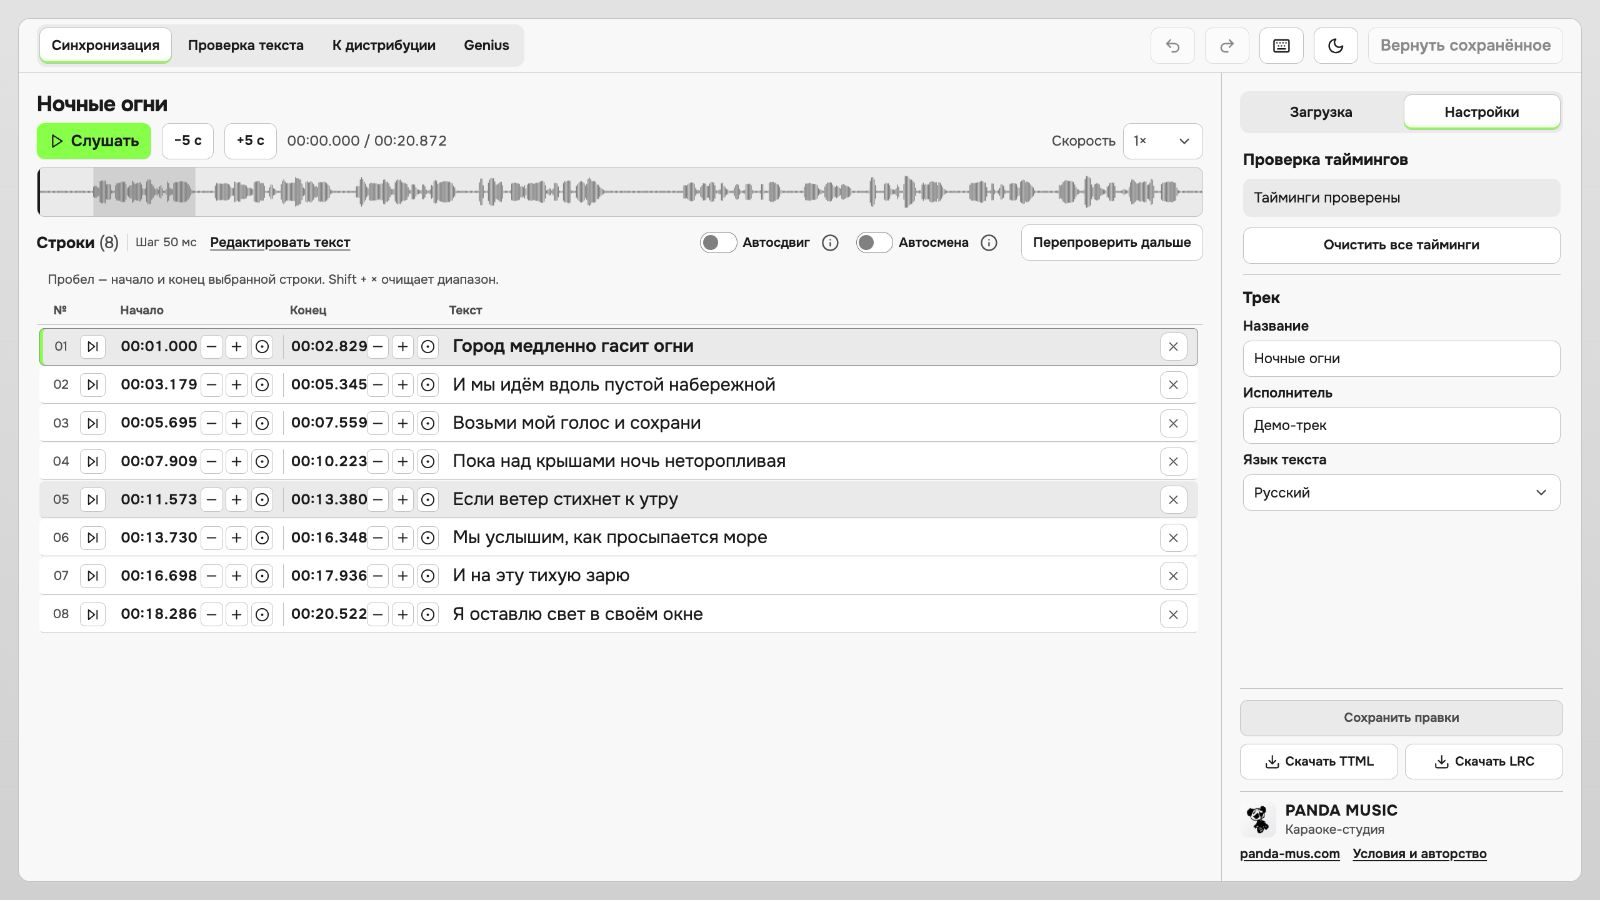 Синхронизация Проверка текста К дистрибуции Genius Вернуть сохранённое
Ночные огни
Слушать −5 с +5 с 00:00.000 / 00:20.872 Скорость 1×
Строки (8) Шаг 50 мс Редактировать текст Автосдвиг Автосмена Перепроверить дальше
Пробел — начало и конец выбранной строки. Shift + × очищает диапазон.
№ Начало Конец Текст
01 00:01.000 00:02.829 Город медленно гасит огни
02 00:03.179 00:05.345 И мы идём вдоль пустой набережной
03 00:05.695 00:07.559 Возьми мой голос и сохрани
04 00:07.909 00:10.223 Пока над крышами ночь неторопливая
05 00:11.573 00:13.380 Если ветер стихнет к утру
06 00:13.730 00:16.348 Мы услышим, как просыпается море
07 00:16.698 00:17.936 И на эту тихую зарю
08 00:18.286 00:20.522 Я оставлю свет в своём окне
Загрузка Настройки
Проверка таймингов
Тайминги проверены
Очистить все тайминги
Трек
Название
Ночные огни
Исполнитель
Демо-трек
Язык текста
Русский
Сохранить правки
Скачать TTML Скачать LRC
PANDA MUSIC
Караоке-студия
panda-mus.com Условия и авторство